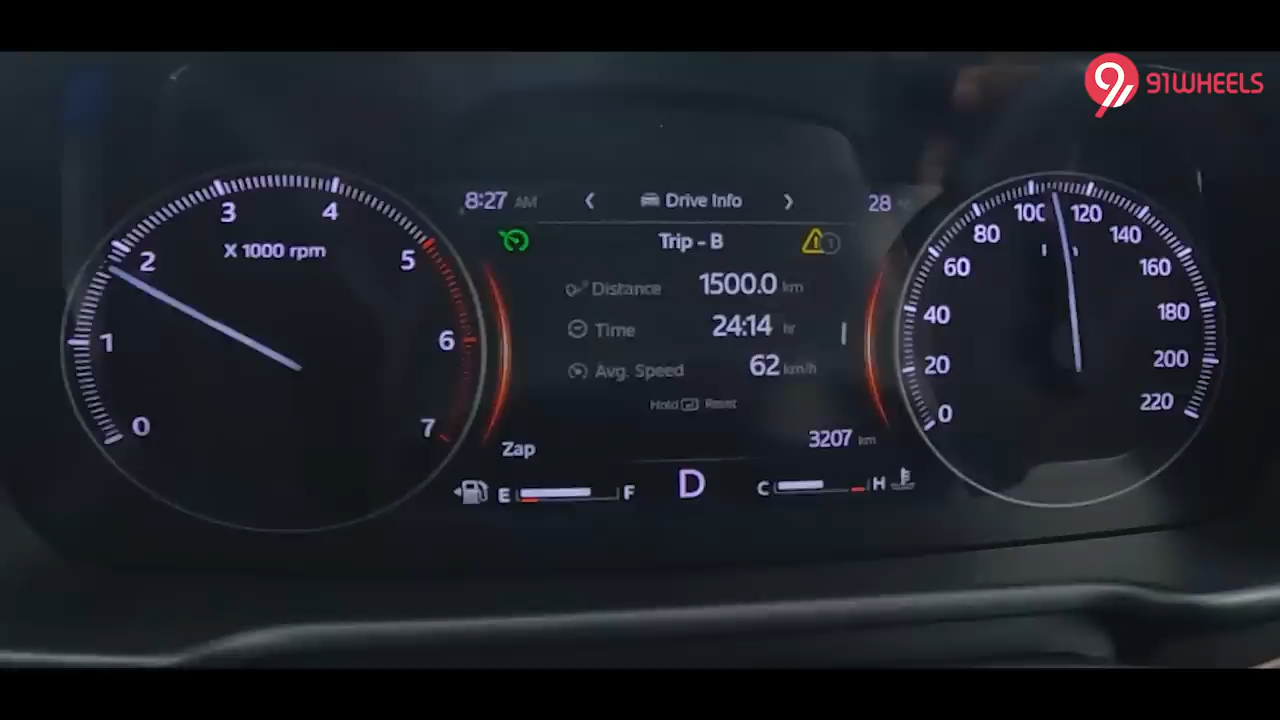 91WHEELS
8:27 AM < Drive Info > 28
Trip - B
Distance 1500.0 km
Time 24:14 hr
Avg. Speed 62 km/h
Hold Reset
3207 km
Zap
E F D C H
X 1000 rpm
0 1 2 3 4 5 6 7
0 20 40 60 80 100 120 140 160 180 200 220